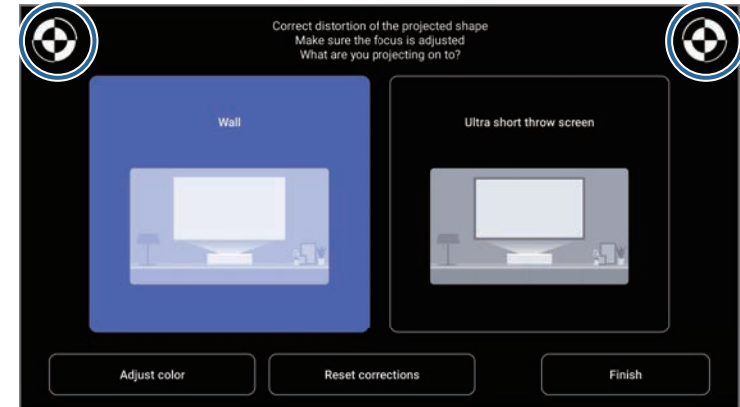 Correct distortion of the projected shape
Make sure the focus is adjusted
What are you projecting on to?
Wall
Ultra short throw screen
Adjust color
Reset corrections
Finish